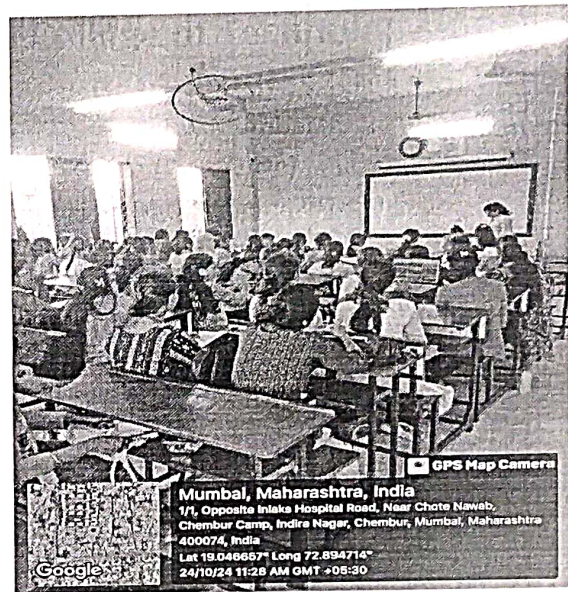 GPS Map Camera
Mumbai, Maharashtra, India
1/1, Opposite Inlaks Hospital Road, Near Chote Nawab,
Chembur Camp, Indira Nagar, Chembur, Mumbai, Maharashtra
400074, India
Lat 19.046657° Long 72.894714°
24/10/24 11:28 AM GMT +05:30
Google